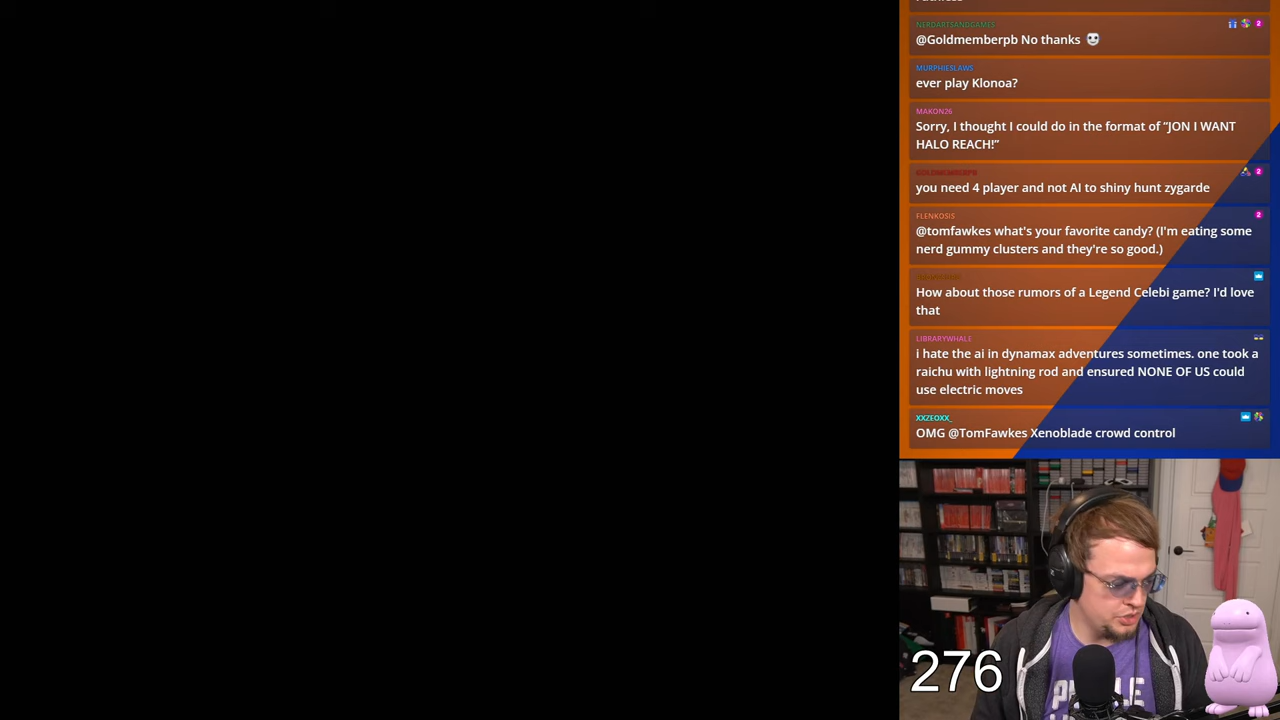 NERDARTSANDGAMES
@Goldmemberpb No thanks
MURPHIESLAWS
ever play Klonoa?
MAKON26
Sorry, I thought I could do in the format of “JON I WANT
HALO REACH!”
GOLDMEMBERPB
you need 4 player and not AI to shiny hunt zygarde
FLENKOSIS
@tomfawkes what's your favorite candy? (I'm eating some
nerd gummy clusters and they're so good.)
How about those rumors of a Legend Celebi game? I'd love
that
LIBRARYWHALE
i hate the ai in dynamax adventures sometimes. one took a
raichu with lightning rod and ensured NONE OF US could
use electric moves
XXZEOXX_
OMG @TomFawkes Xenoblade crowd control
276